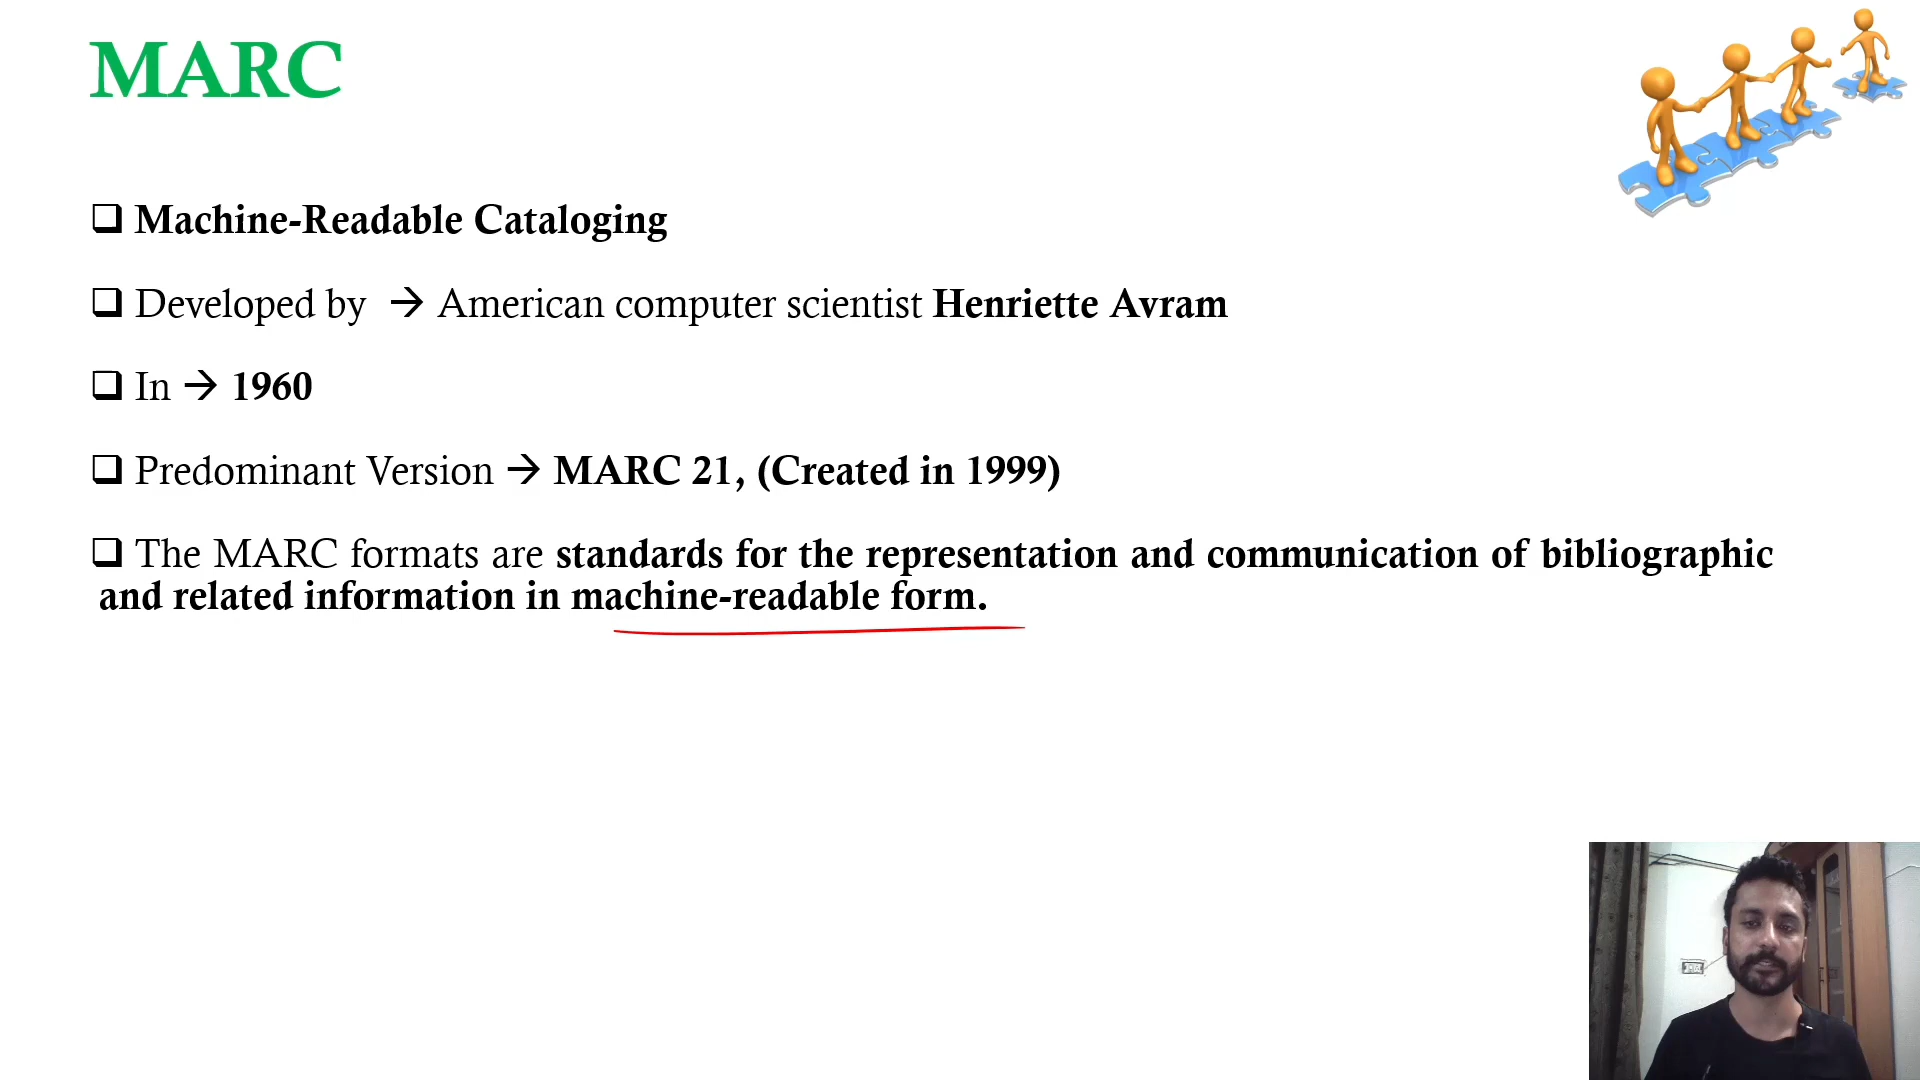 MARC
❑ Machine-Readable Cataloging
❑ Developed by → American computer scientist Henriette Avram
❑ In → 1960
❑ Predominant Version → MARC 21, (Created in 1999)
❑ The MARC formats are standards for the representation and communication of bibliographic
and related information in machine-readable form.